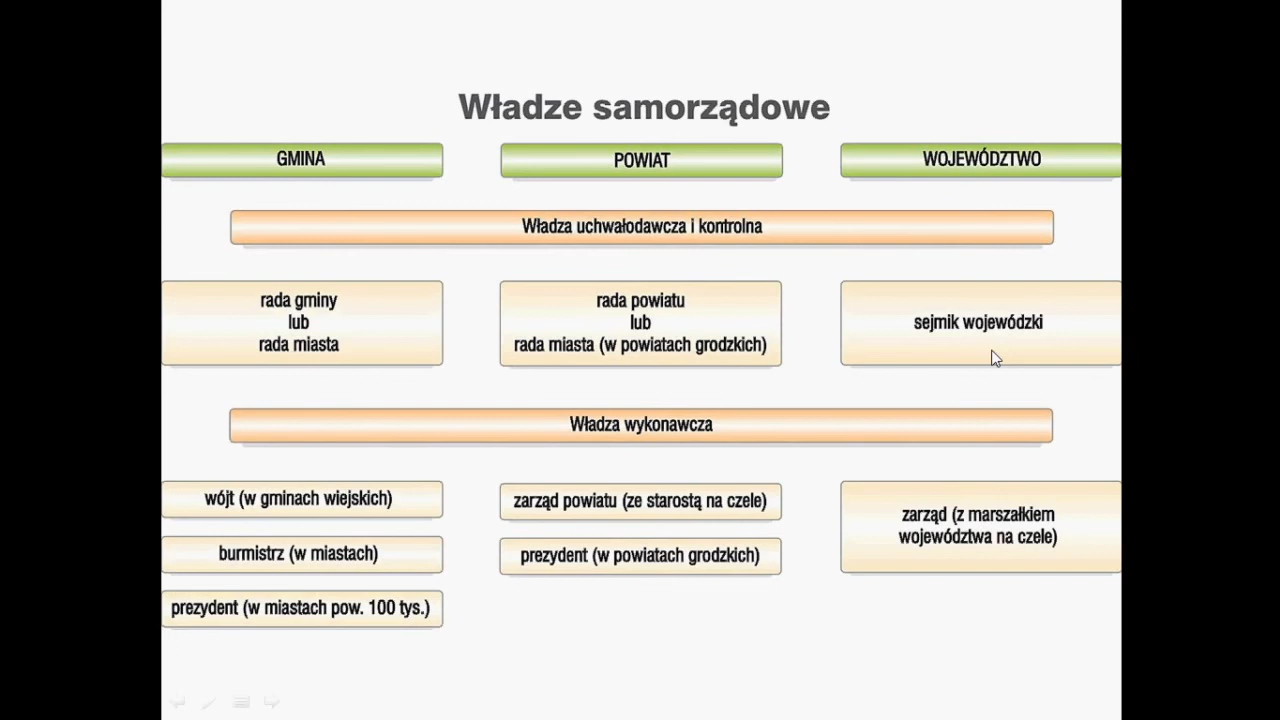 Władze samorządowe
GMINA
POWIAT
WOJEWÓDZTWO
Władza uchwałodawcza i kontrolna
rada gminy
lub
rada miasta
rada powiatu
lub
rada miasta (w powiatach grodzkich)
sejmik wojewódzki
Władza wykonawcza
wójt (w gminach wiejskich)
burmistrz (w miastach)
prezydent (w miastach pow. 100 tys.)
zarząd powiatu (ze starostą na czele)
prezydent (w powiatach grodzkich)
zarząd (z marszałkiem
województwa na czele)